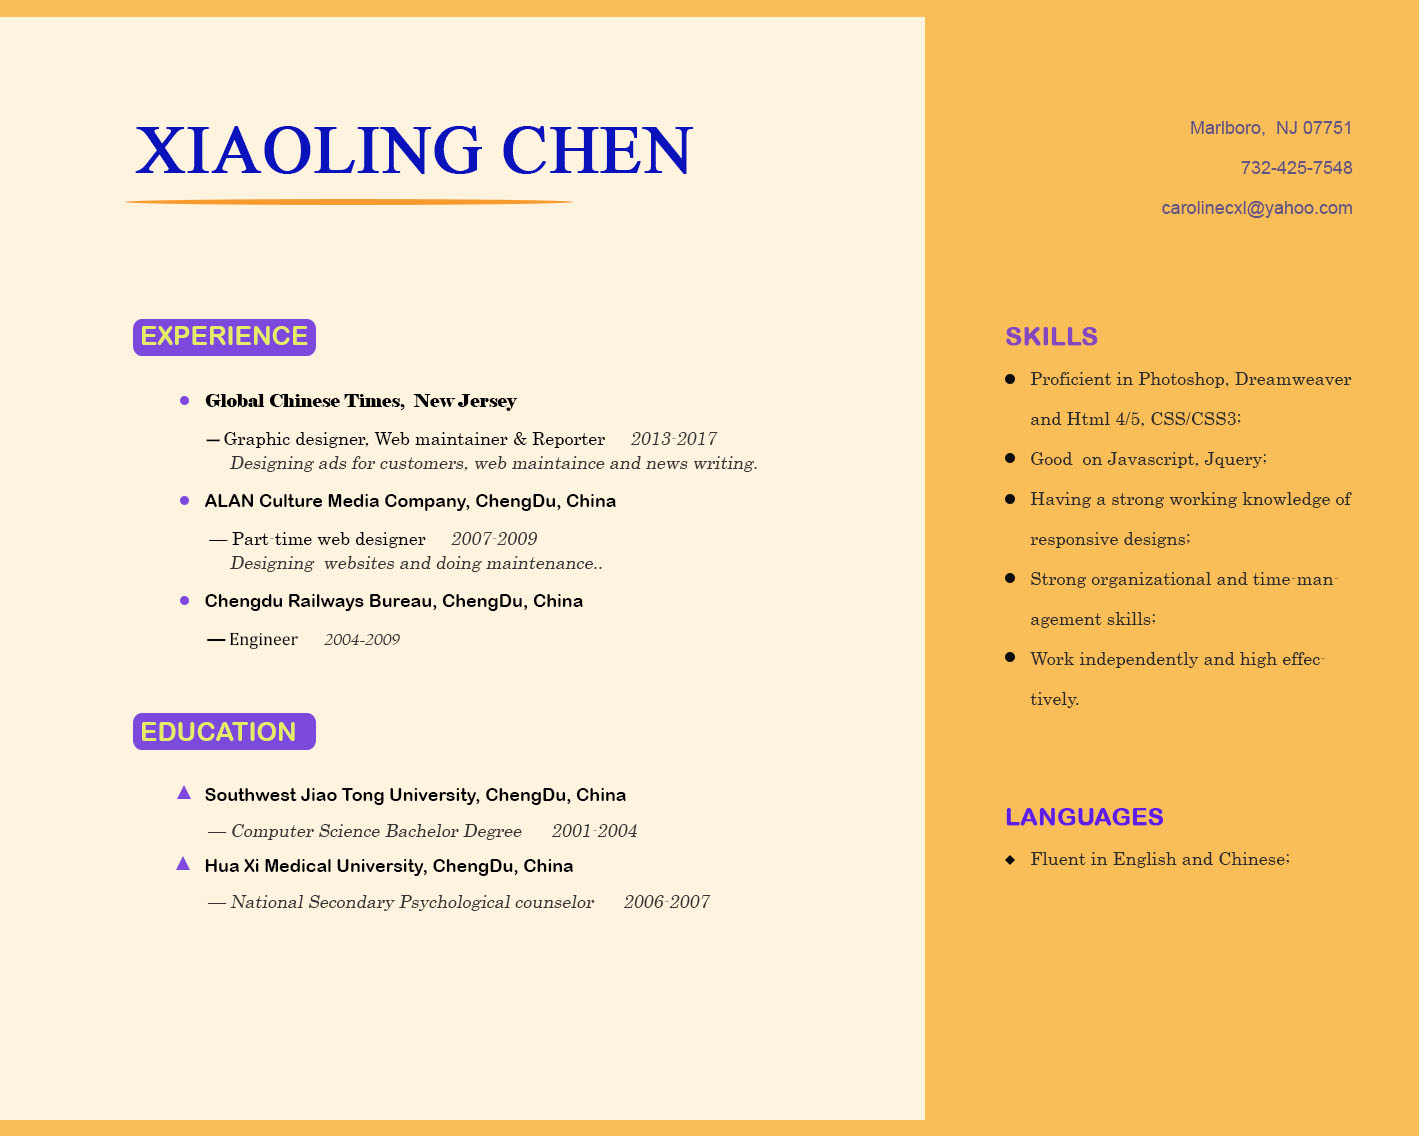 XIAOLING CHEN
Marlboro,  NJ 07751
732-425-7548
carolinecxl@yahoo.com
EXPERIENCE
Global Chinese Times,  New Jersey
— Graphic designer, Web maintainer & Reporter 2013-2017
Designing ads for customers, web maintaince and news writing.
ALAN Culture Media Company, ChengDu, China
— Part-time web designer 2007-2009
Designing  websites and doing maintenance..
Chengdu Railways Bureau, ChengDu, China
— Engineer 2004-2009
EDUCATION
Southwest Jiao Tong University, ChengDu, China
— Computer Science Bachelor Degree 2001-2004
Hua Xi Medical University, ChengDu, China
— National Secondary Psychological counselor 2006-2007
SKILLS
Proficient in Photoshop, Dreamweaver
and Html 4/5, CSS/CSS3;
Good  on Javascript, Jquery;
Having a strong working knowledge of
responsive designs;
Strong organizational and time-man-
agement skills;
Work independently and high effec-
tively.
LANGUAGES
Fluent in English and Chinese;